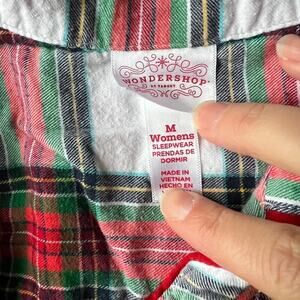 WONDERSHOP
AT TARGET
M
Womens
SLEEPWEAR
PRENDAS DE
DORMIR
MADE IN
VIETNAM
HECHO EN